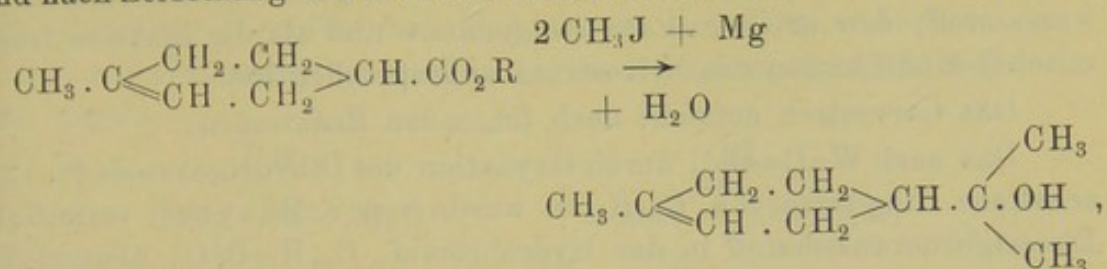 2 CH₃J + Mg
CH₃ . C CH₂ . CH₂ CH . CH₂ CH . CO₂R ⟶
+ H₂O
CH₃
CH₃ . C CH₂ . CH₂ CH . CH₂ CH . C . OH ,
CH₃